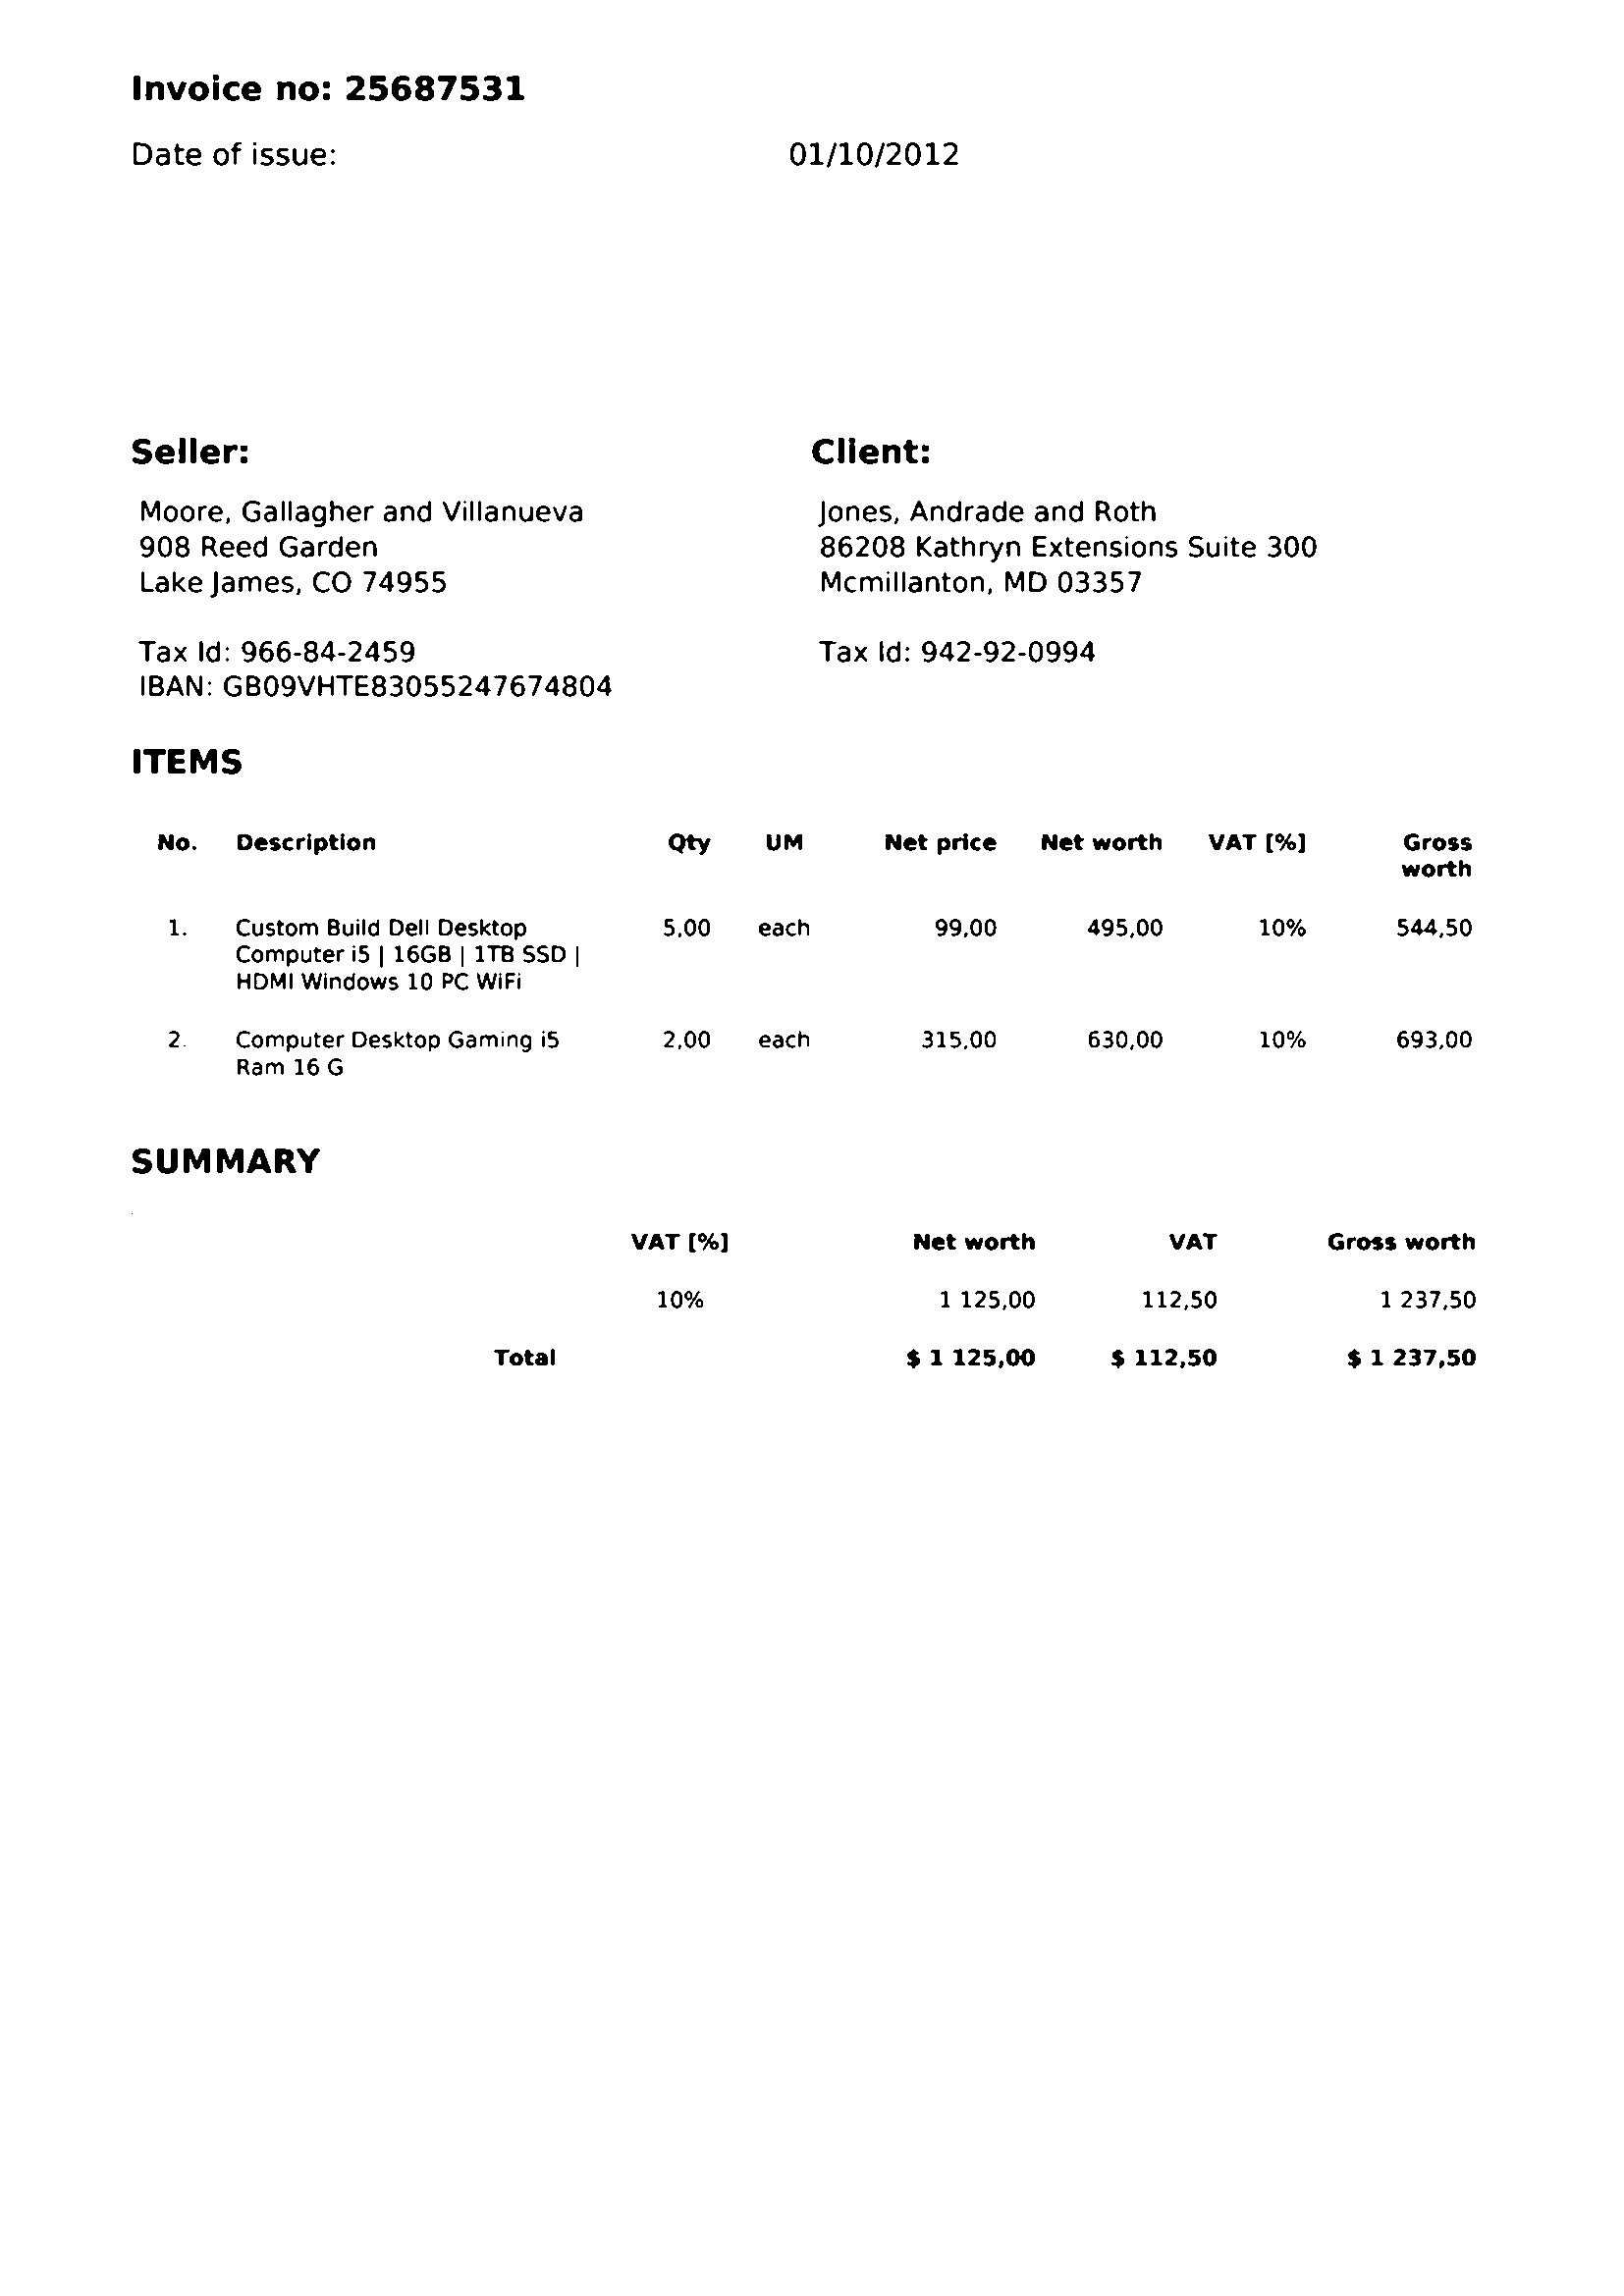 Invoice no: 25687531
Date of issue: 01/10/2012
Seller:
Moore, Gallagher and Villanueva
908 Reed Garden
Lake James, CO 74955
Tax Id: 966-84-2459
IBAN: GB09VHTE83055247674804
Client:
Jones, Andrade and Roth
86208 Kathryn Extensions Suite 300
Mcmillanton, MD 03357
Tax Id: 942-92-0994
ITEMS
No. Description Qty UM Net price Net worth VAT [%] Gross
worth
1. Custom Build Dell Desktop 5,00 each 99,00 495,00 10% 544,50
Computer i5 | 16GB | 1TB SSD |
HDMI Windows 10 PC WiFi
2. Computer Desktop Gaming i5 2,00 each 315,00 630,00 10% 693,00
Ram 16 G
SUMMARY
VAT [%] Net worth VAT Gross worth
10% 1 125,00 112,50 1 237,50
Total $ 1 125,00 $ 112,50 $ 1 237,50